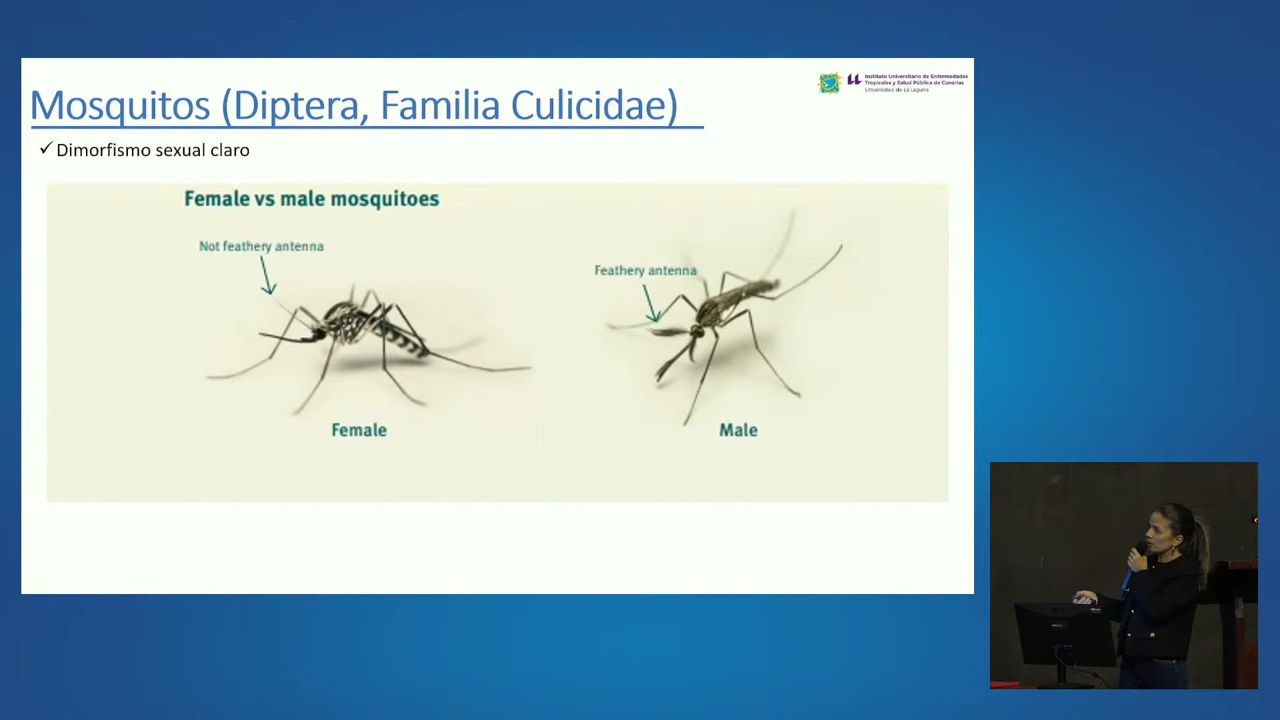 Instituto Universitario de Enfermedades
Tropicales y Salud Pública de Canarias
Universidad de La Laguna
Mosquitos (Diptera, Familia Culicidae)
✓ Dimorfismo sexual claro
Female vs male mosquitoes
Not feathery antenna
Feathery antenna
Female
Male